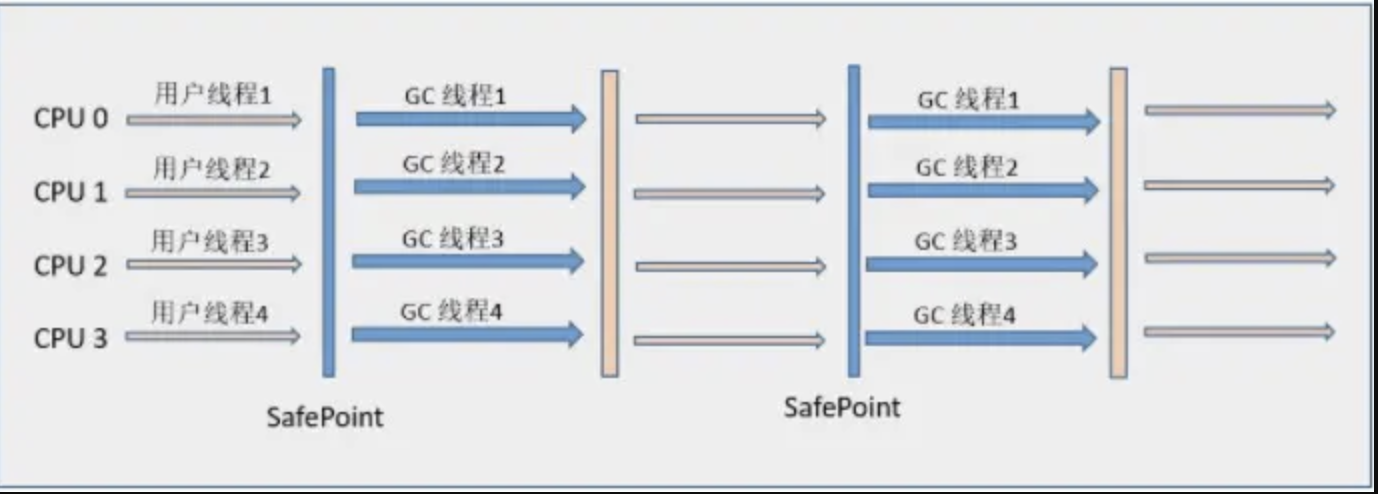 用户线程1
GC 线程1
GC 线程1
CPU 0
用户线程2
GC 线程2
GC 线程2
CPU 1
用户线程3
GC 线程3
GC 线程3
CPU 2
用户线程4
GC 线程4
GC 线程4
CPU 3
SafePoint
SafePoint